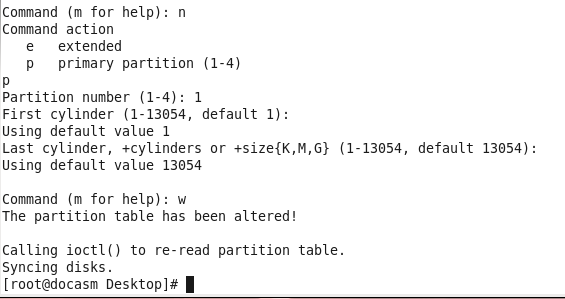 Command (m for help): n
Command action
   e   extended
   p   primary partition (1-4)
p
Partition number (1-4): 1
First cylinder (1-13054, default 1):
Using default value 1
Last cylinder, +cylinders or +size{K,M,G} (1-13054, default 13054):
Using default value 13054

Command (m for help): w
The partition table has been altered!

Calling ioctl() to re-read partition table.
Syncing disks.
[root@docasm Desktop]#